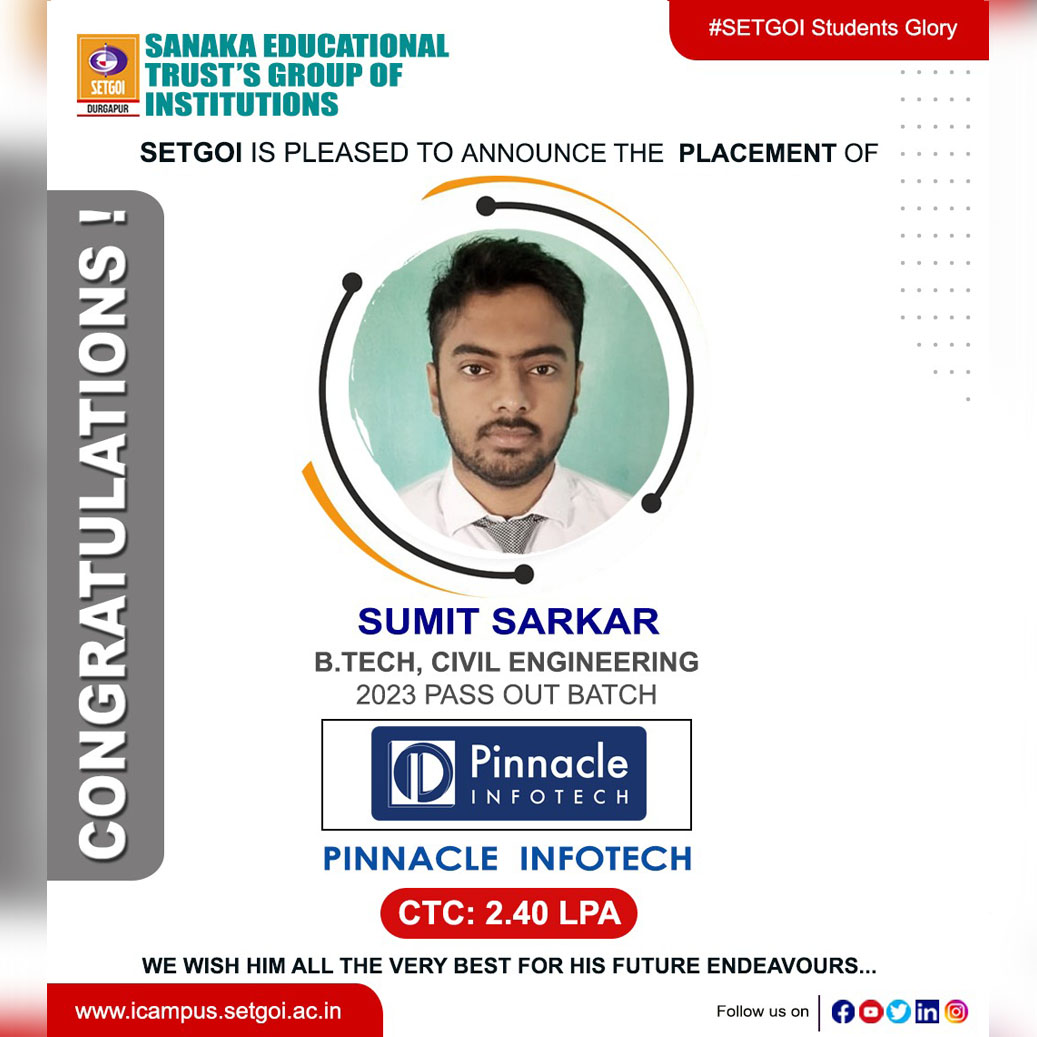 #SETGOI Students Glory
SETGOI
DURGAPUR
SANAKA EDUCATIONAL
TRUST'S GROUP OF
INSTITUTIONS
SETGOI IS PLEASED TO ANNOUNCE THE PLACEMENT OF
CONGRATULATIONS !
SUMIT SARKAR
B.TECH, CIVIL ENGINEERING
2023 PASS OUT BATCH
Pinnacle
INFOTECH
PINNACLE INFOTECH
CTC: 2.40 LPA
WE WISH HIM ALL THE VERY BEST FOR HIS FUTURE ENDEAVOURS...
www.icampus.setgoi.ac.in
Follow us on